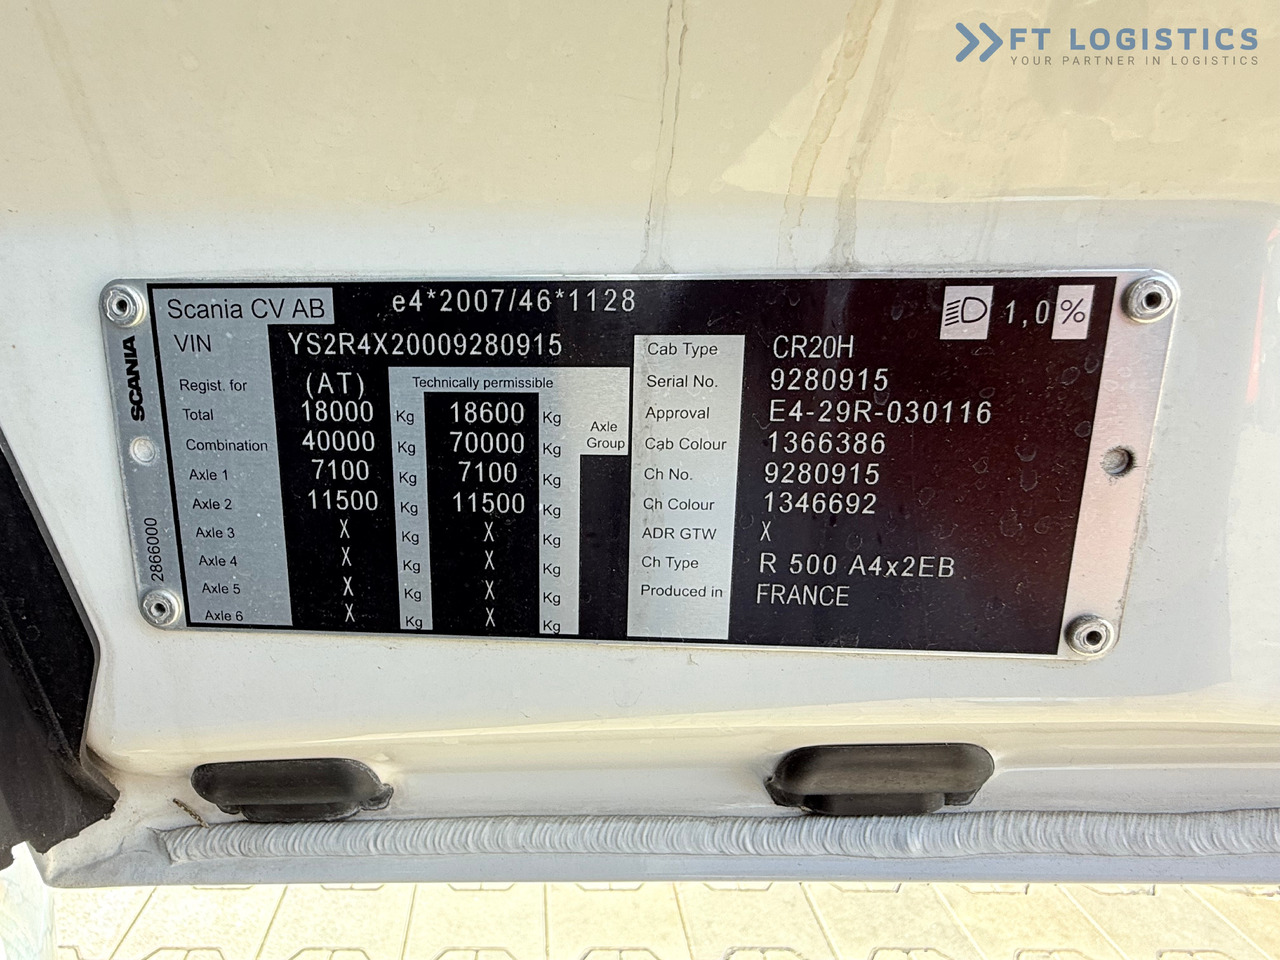 FT LOGISTICS
YOUR PARTNER IN LOGISTICS
SCANIA
2866000
Scania CV AB e4*2007/46*1128 1,0 %
VIN YS2R4X20009280915
Regist. for (AT) Technically permissible
Total 18000 Kg 18600 Kg Axle Group
Combination 40000 Kg 70000 Kg
Axle 1 7100 Kg 7100 Kg
Axle 2 11500 Kg 11500 Kg
Axle 3 X Kg X Kg
Axle 4 X Kg X Kg
Axle 5 X Kg X Kg
Axle 6 X Kg X Kg
Cab Type CR20H
Serial No. 9280915
Approval E4-29R-030116
Cab Colour 1366386
Ch No. 9280915
Ch Colour 1346692
ADR GTW X
Ch Type R 500 A4x2EB
Produced in FRANCE